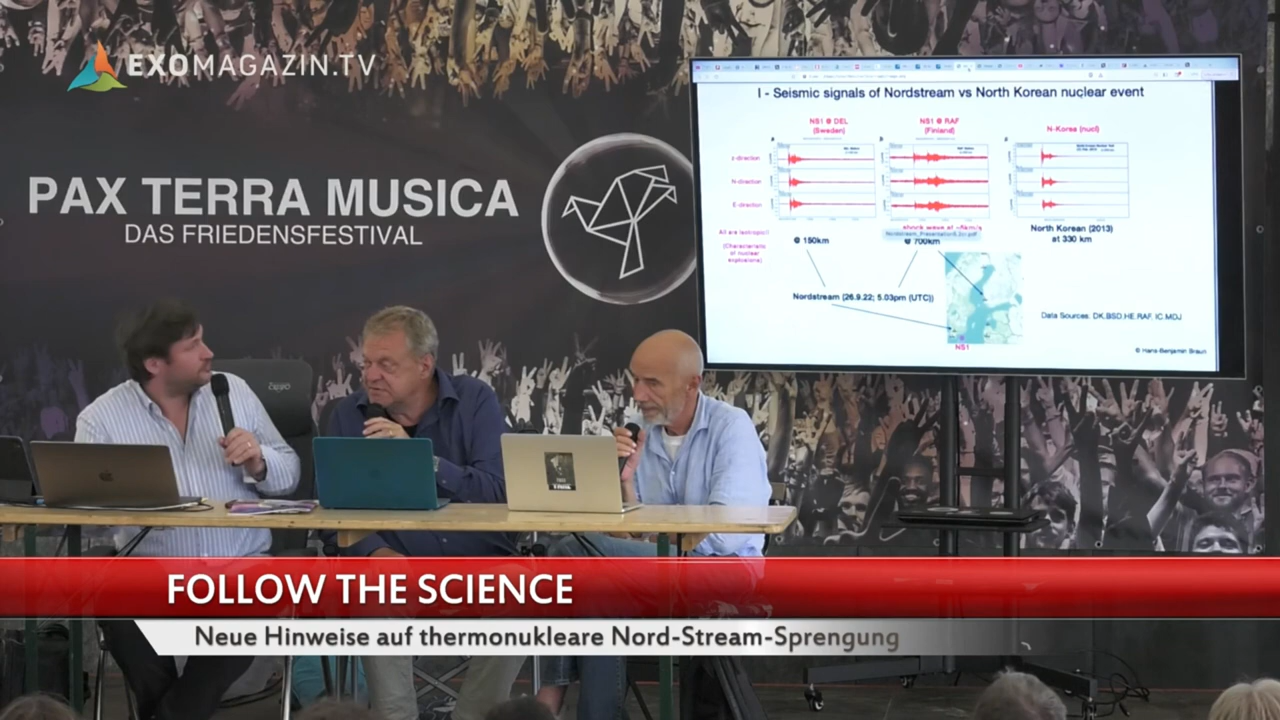 EXOMAGAZIN.TV
PAX TERRA MUSICA
DAS FRIEDENSFESTIVAL
I - Seismic signals of Nordstream vs North Korean nuclear event
NS1 @ DEL
(Sweden)
NS1 @ RAF
(Finland)
N-Korea (nucl)
a
b
c
z-direction
N-direction
E-direction
All are isotropic!!
(Characteristic
of nuclear
explosions)
@ 150km
@ 700km
North Korean (2013)
at 330 km
Nordstream (26.9.22; 5.03pm (UTC))
Data Sources: DK.BSD.HE.RAF, IC.MDJ
NS1
© Hans-Benjamin Braun
FOLLOW THE SCIENCE
Neue Hinweise auf thermonukleare Nord-Stream-Sprengung